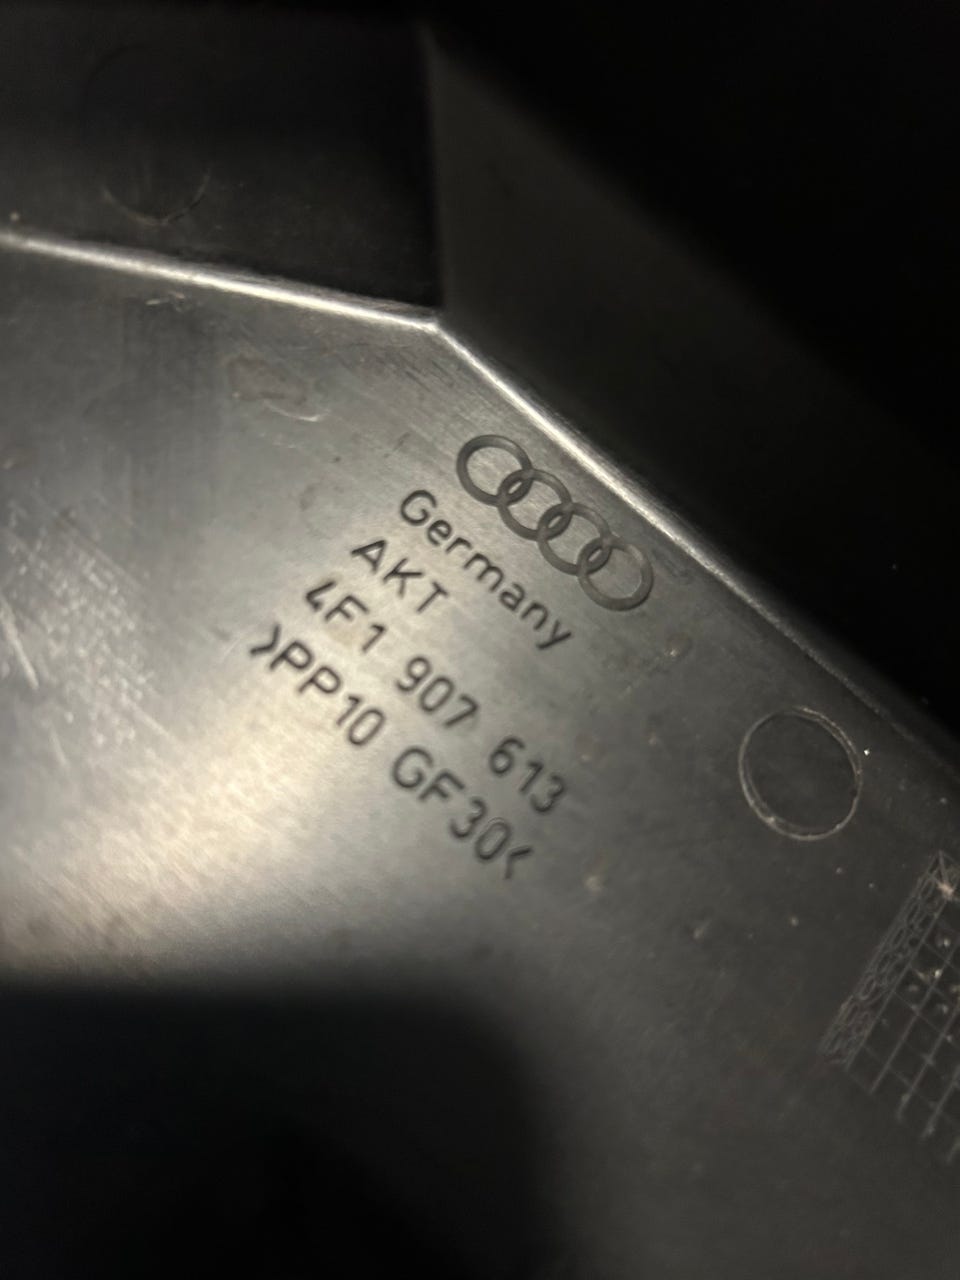 Germany
AKT
4F1 907 613
>PP10 GF30<